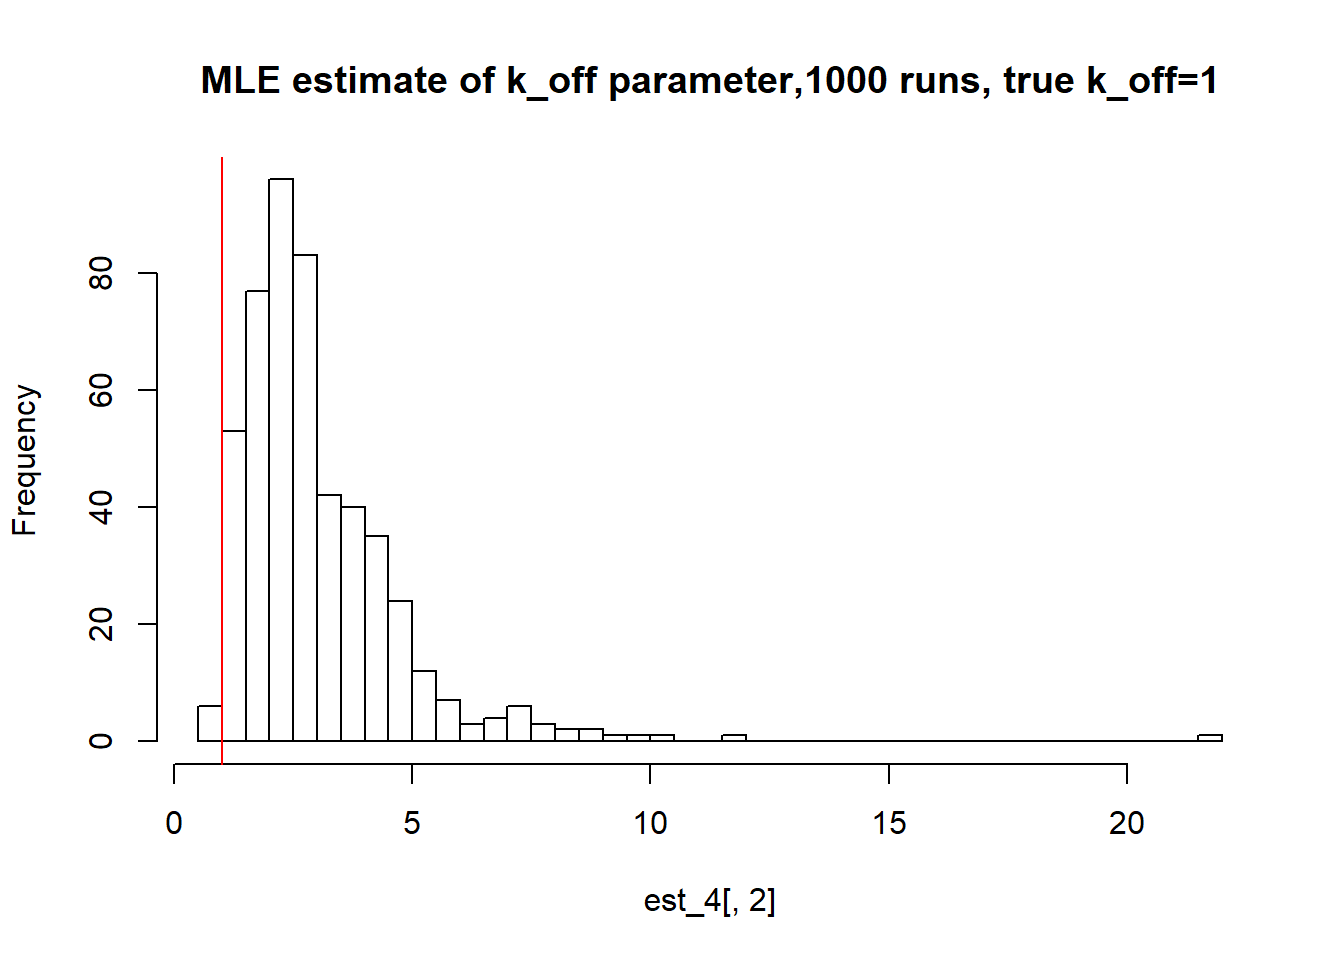 MLE estimate of k_off parameter,1000 runs, true k_off=1
Frequency
80
60
40
20
0
0 5 10 15 20
est_4[, 2]